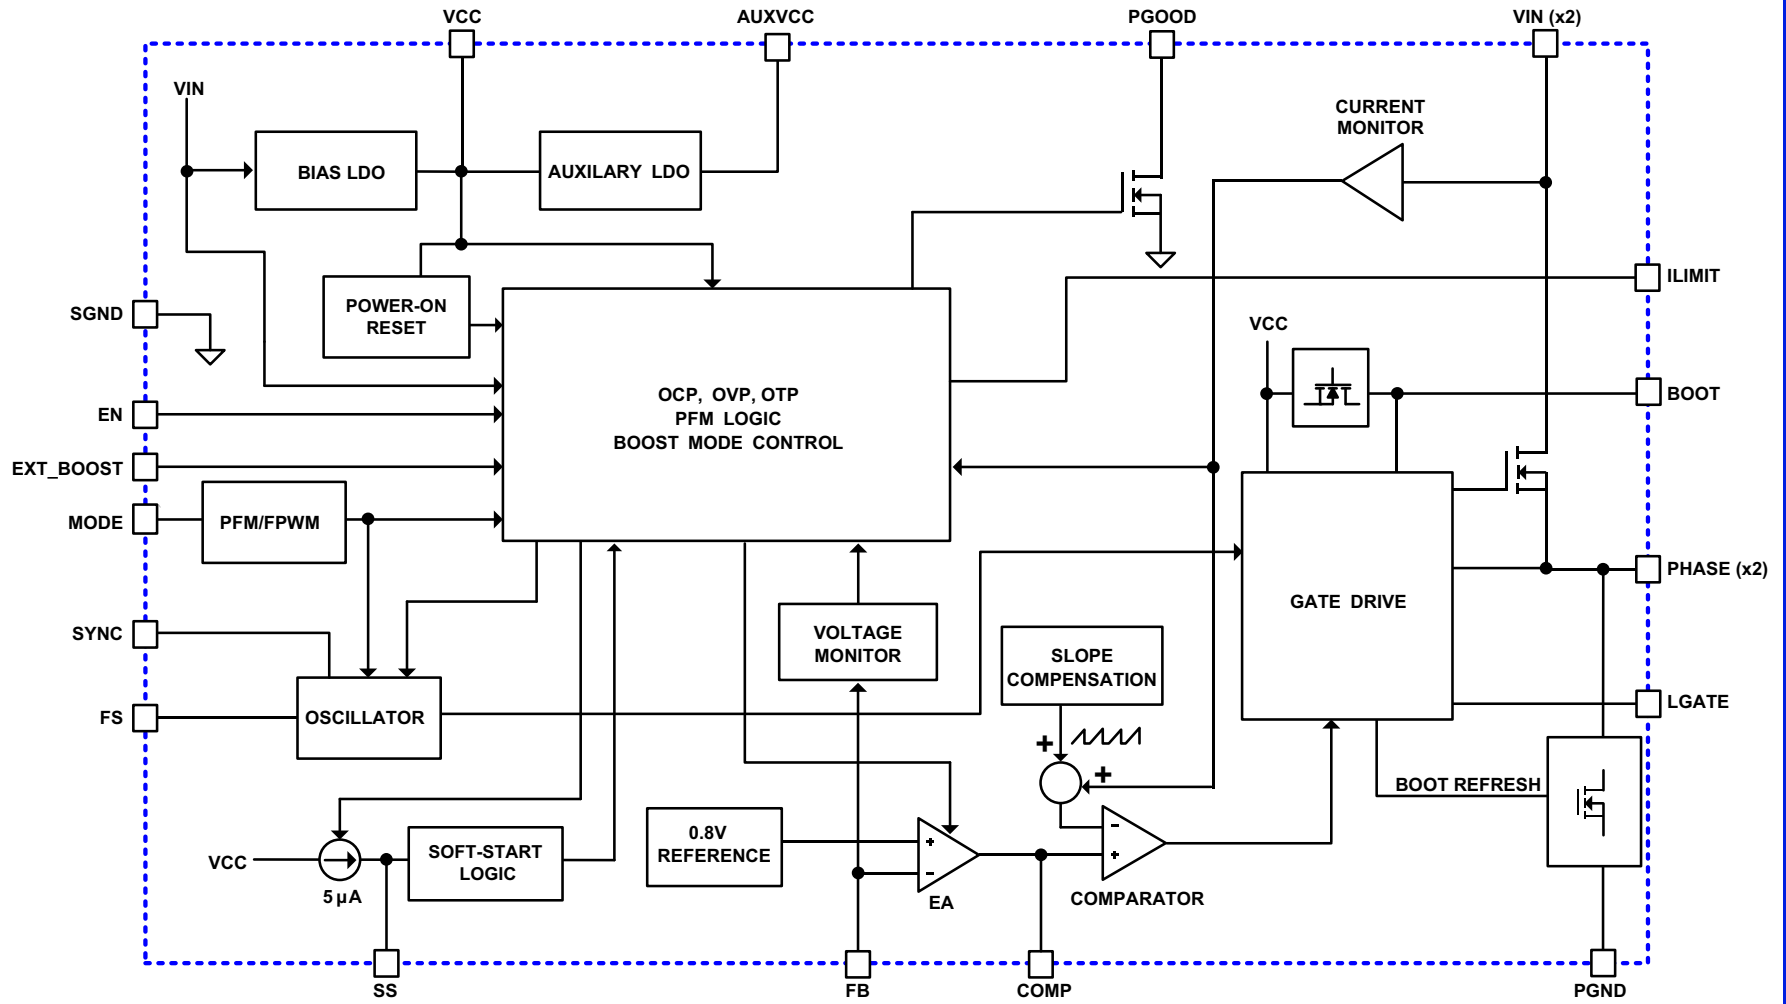 VCC
AUXVCC
PGOOD
VIN (x2)
VIN
CURRENT
MONITOR
BIAS LDO
AUXILARY LDO
ILIMIT
SGND
POWER-ON
RESET
VCC
OCP, OVP, OTP
PFM LOGIC
BOOST MODE CONTROL
BOOT
EN
EXT_BOOST
MODE
PFM/FPWM
PHASE (x2)
GATE DRIVE
SYNC
VOLTAGE
MONITOR
SLOPE
COMPENSATION
FS
OSCILLATOR
LGATE
+
+
BOOT REFRESH
0.8V
REFERENCE
+
-
EA
-
+
COMPARATOR
VCC
5 µA
SOFT-START
LOGIC
SS
FB
COMP
PGND